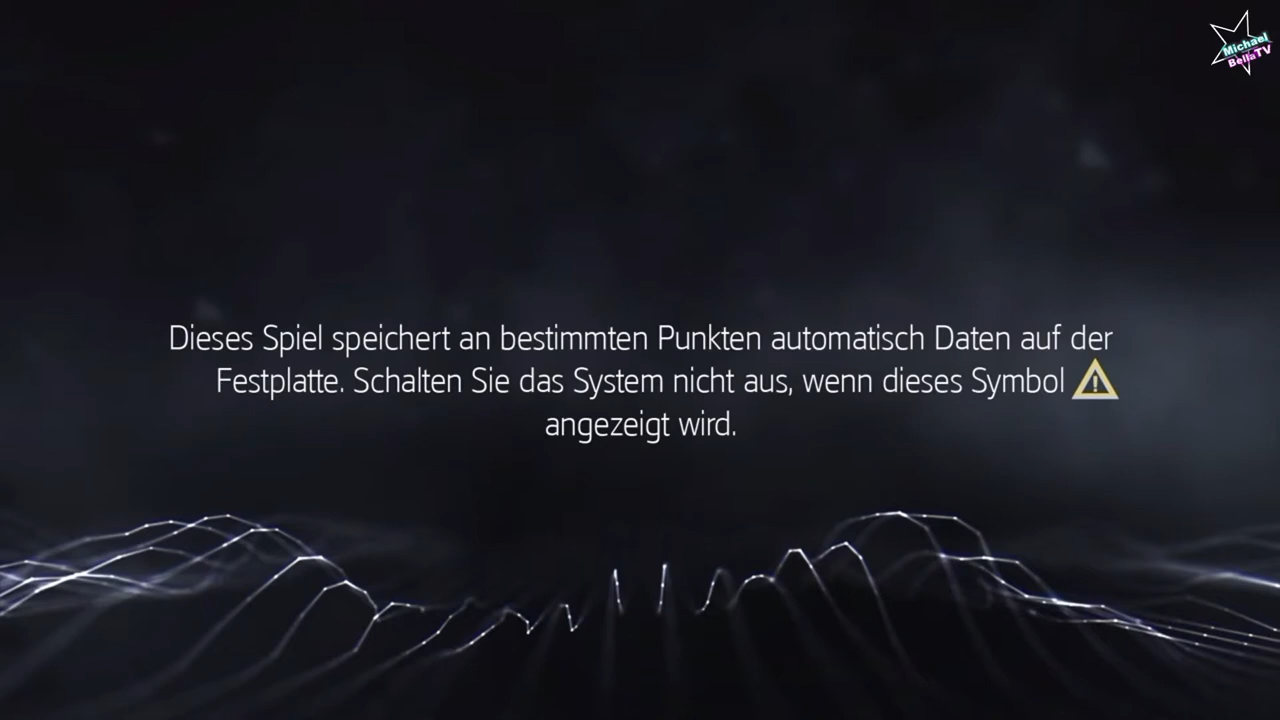 Michael
BellaTV
Dieses Spiel speichert an bestimmten Punkten automatisch Daten auf der
Festplatte. Schalten Sie das System nicht aus, wenn dieses Symbol
angezeigt wird.